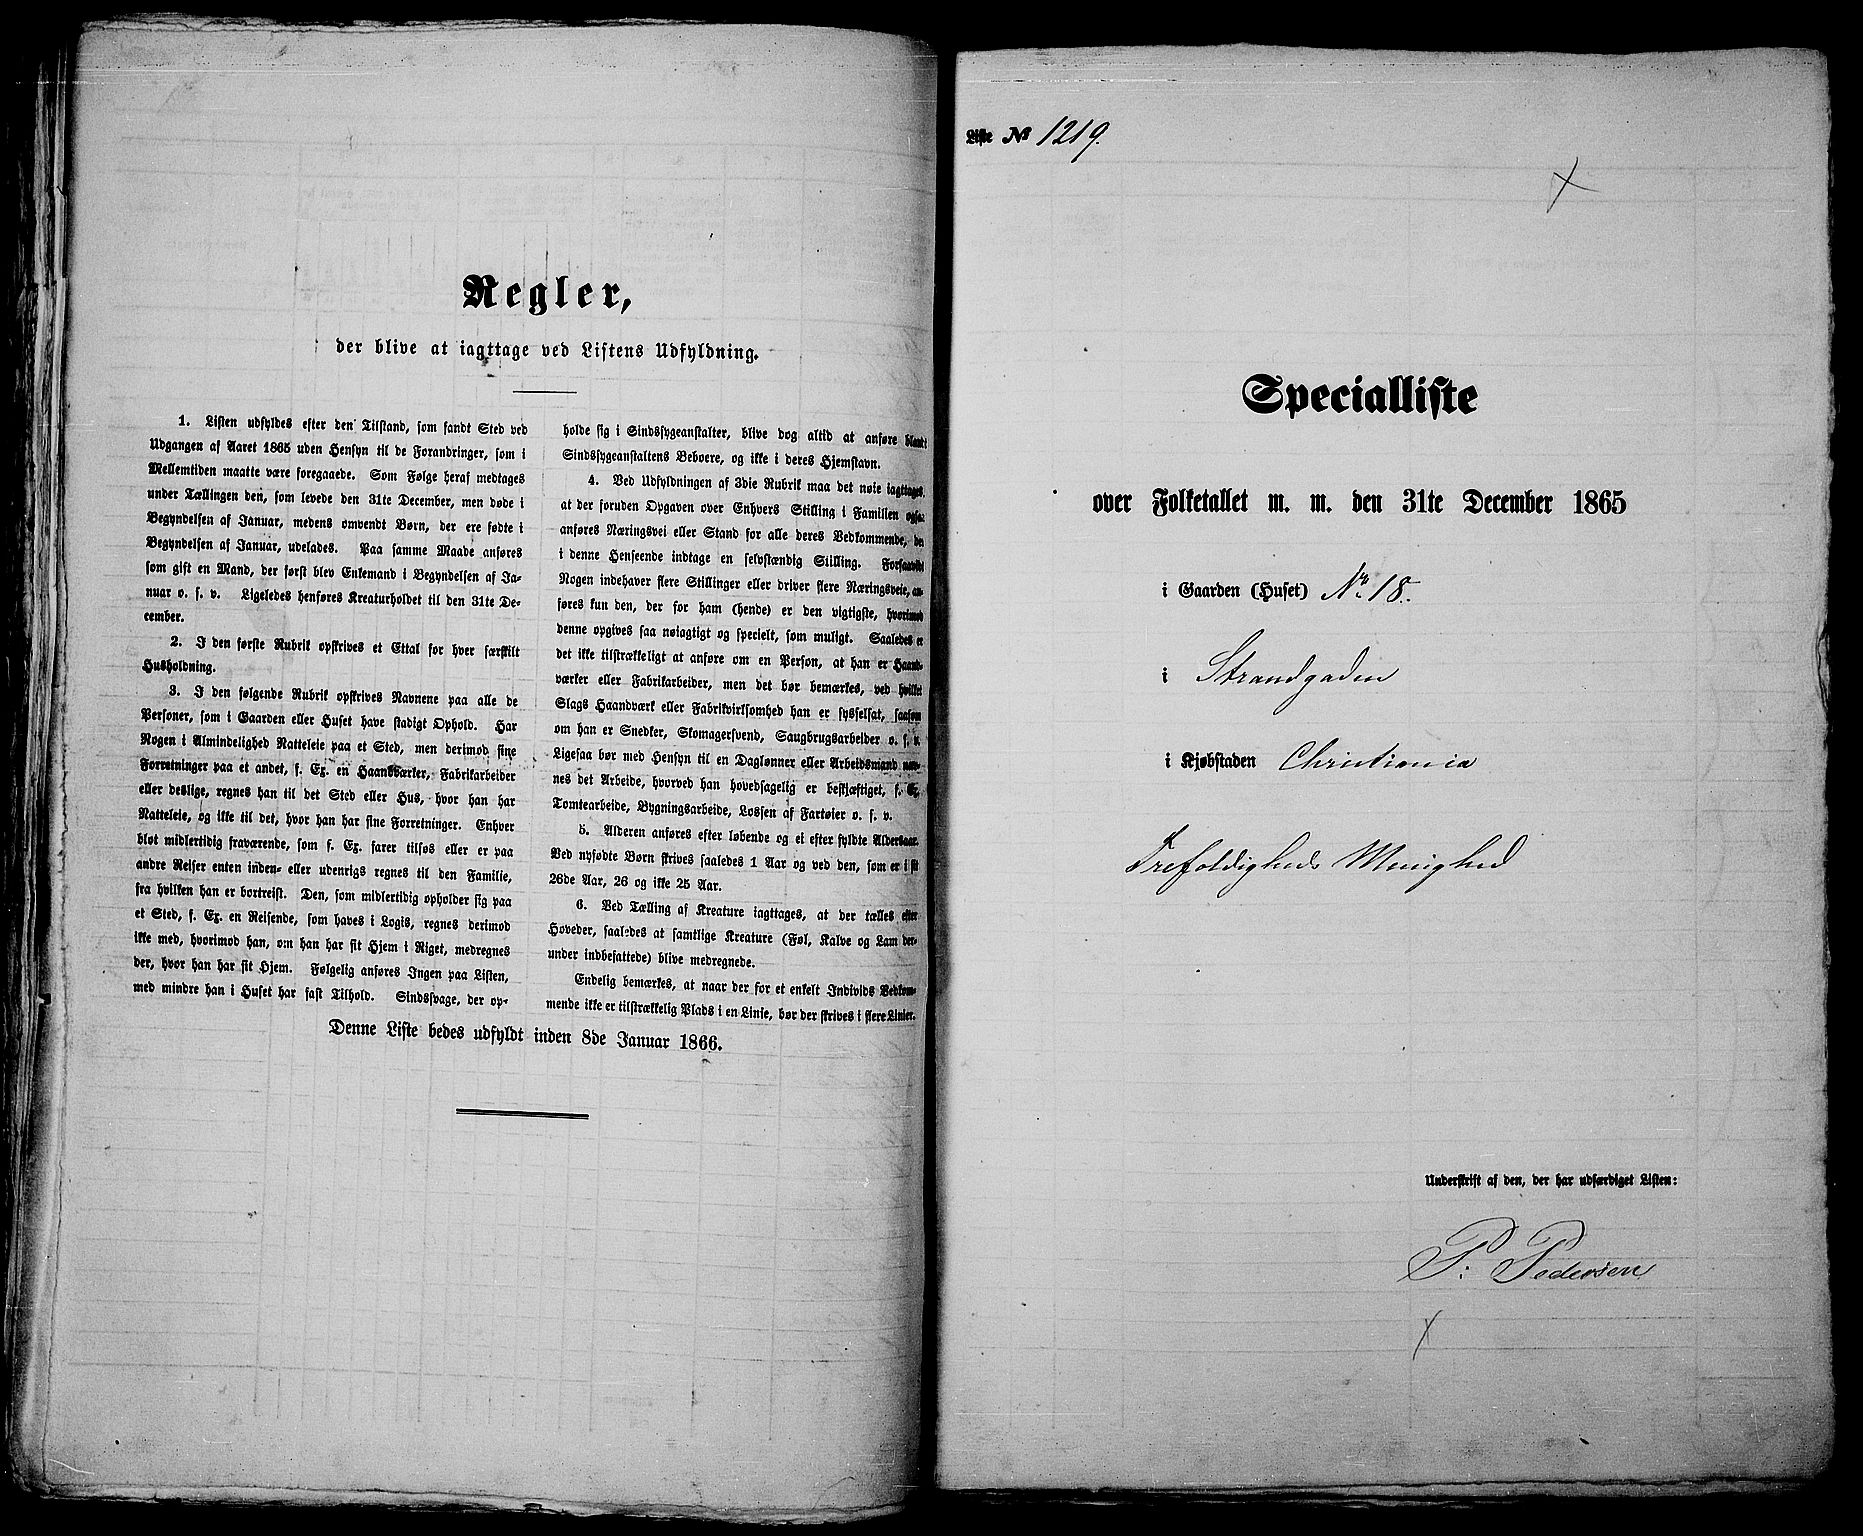 Regler,
der blive at iagttage ved Listens Udfyldning.
1. Listen udfyldes efter den Tilstand, som fandt Sted ved
Udgangen af Aaret 1865 uden Hensyn til de Forandringer, som i
Mellemtiden maatte være foregaaede. Som Følge heraf medtages
under Tællingen den, som levede den 31te December, men døde i
Begyndelsen af Januar, medens omvendt Børn, der ere fødte i
Begyndelsen af Januar, udelades. Paa samme Maade anføres
som gift en Mand, der først blev Enkemand i Begyndelsen af Ja-
nuar o. s. v. Ligeledes henføres Kreaturholdet til den 31te De-
cember.
2. I den første Rubrik opskrives et Ettal for hver særskilt
Husholdning.
3. I den følgende Rubrik opskrives Navnene paa alle de
Personer, som i Gaarden eller Huset have stadigt Ophold. Har
Nogen i Almindelighed Natteleie paa et Sted, men derimod sine
Forretninger paa et andet, f. Ex. en Haandværker, Fabrikarbeider
eller deslige, regnes han til det Sted eller Hus, hvor han har
Natteleie, og ikke til det, hvor han har sine Forretninger. Enhver
blot midlertidig fraværende, som f. Ex. farer tilsøs eller er paa
andre Reiser enten inden- eller udenrigs regnes til den Familie,
fra hvilken han er bortreist. Den, som midlertidig opholder sig paa
et Sted, f. Ex. en Reisende, som haves i Logis, regnes derimod
ikke med, hvorimod han, om han har sit Hjem i Riget, medregnes
der, hvor han har sit Hjem. Følgelig anføres Ingen paa Listen,
med mindre han i Huset har fast Tilhold. Sindssvage, der op-
holde sig i Sindssygeanstalter, blive dog altid at anføre blandt
Sindssygeanstaltens Beboere, og ikke i deres Hjemstavn.
4. Ved Udfyldningen af 3die Rubrik maa det nøie iagttages,
at der foruden Opgaven over Enhvers Stilling i Familien ogsaa
anføres Næringsvei eller Stand for alle deres Vedkommende, der
i denne Henseende indtage en selvstændig Stilling. Forsaavidt
Nogen indehaver flere Stillinger eller driver flere Næringsveie, an-
føres kun den, der for ham (hende) er den vigtigste, hvorimod
denne opgives saa nøiagtigt og specielt, som muligt. Saaledes er
det ikke tilstrækkeligt at anføre om en Person, at han er Haand-
værker eller Fabrikarbeider, men det bør bemærkes, ved hvilket
Slags Haandværk eller Fabrikvirksomhed han er sysselsat, saasom
om han er Snedker, Skomagersvend, Saugbrugsarbeider o. s. v.
Ligesaa bør med Hensyn til en Dagløn­ner eller Arbeidsmand næv-
nes det Arbeide, hvorved han hovedsagelig er beskjæftiget, f. Ex.
Tomtearbeide, Bygningsarbeide, Lossen af Fartøier o. s. v.
5. Alderen anføres efter løbende og ei efter fyldte Aldersaar.
Ved nyfødte Børn skrives saaledes 1 Aar og ved den, som er i sit
26de Aar, 26 og ikke 25 Aar.
6. Ved Tælling af Kreature iagttages, at der tælles efter
Hoveder, saaledes at samtlige Kreature (Føl, Kalve og Lam der-
under indbefattede) blive medregnede.
Endelig bemærkes, at naar der for et enkelt Individs Vedkom-
mende ikke er tilstrækkelig Plads i en Linie, bør der skrives i flere Linier.
Denne Liste bedes udfyldt inden 8de Januar 1866.
Liste № 1219.
Specialliste
over Folketallet m. m. den 31te December 1865
i Gaarden (Huset) Nr. 18.
i Strandgaden
i Kjøbstaden Christiania
Trefoldigheds Menighed
Underskrift af den, der har udfærdiget Listen:
P: Pedersen